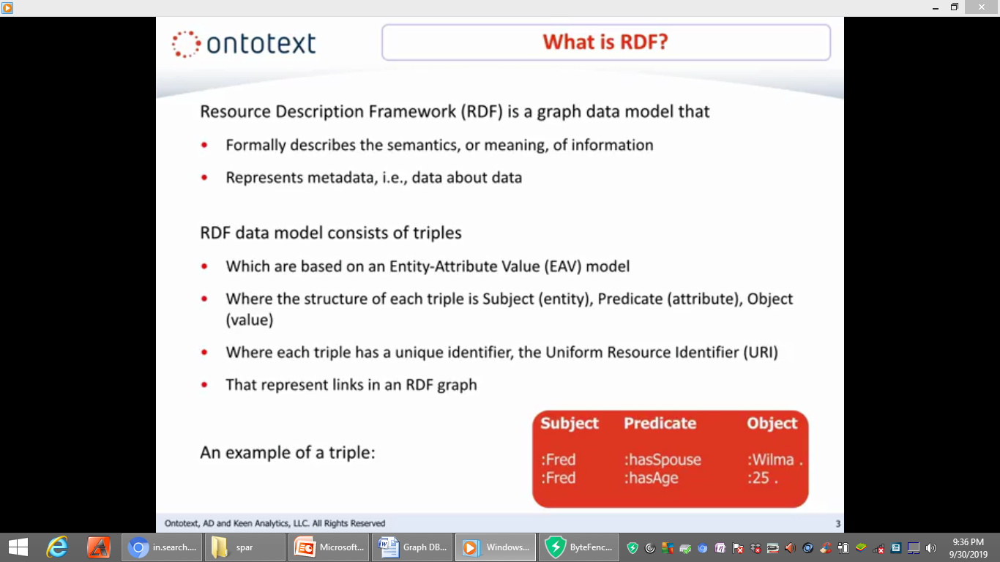 ontotext
What is RDF?
Resource Description Framework (RDF) is a graph data model that
• Formally describes the semantics, or meaning, of information
• Represents metadata, i.e., data about data
RDF data model consists of triples
• Which are based on an Entity-Attribute Value (EAV) model
• Where the structure of each triple is Subject (entity), Predicate (attribute), Object
(value)
• Where each triple has a unique identifier, the Uniform Resource Identifier (URI)
• That represent links in an RDF graph
An example of a triple:
Subject Predicate Object
:Fred :hasSpouse :Wilma .
:Fred :hasAge :25 .
Ontotext, AD and Keen Analytics, LLC. All Rights Reserved 3
in.search.... spar Microsoft... Graph DB... Windows... ByteFenc...
9:36 PM
9/30/2019